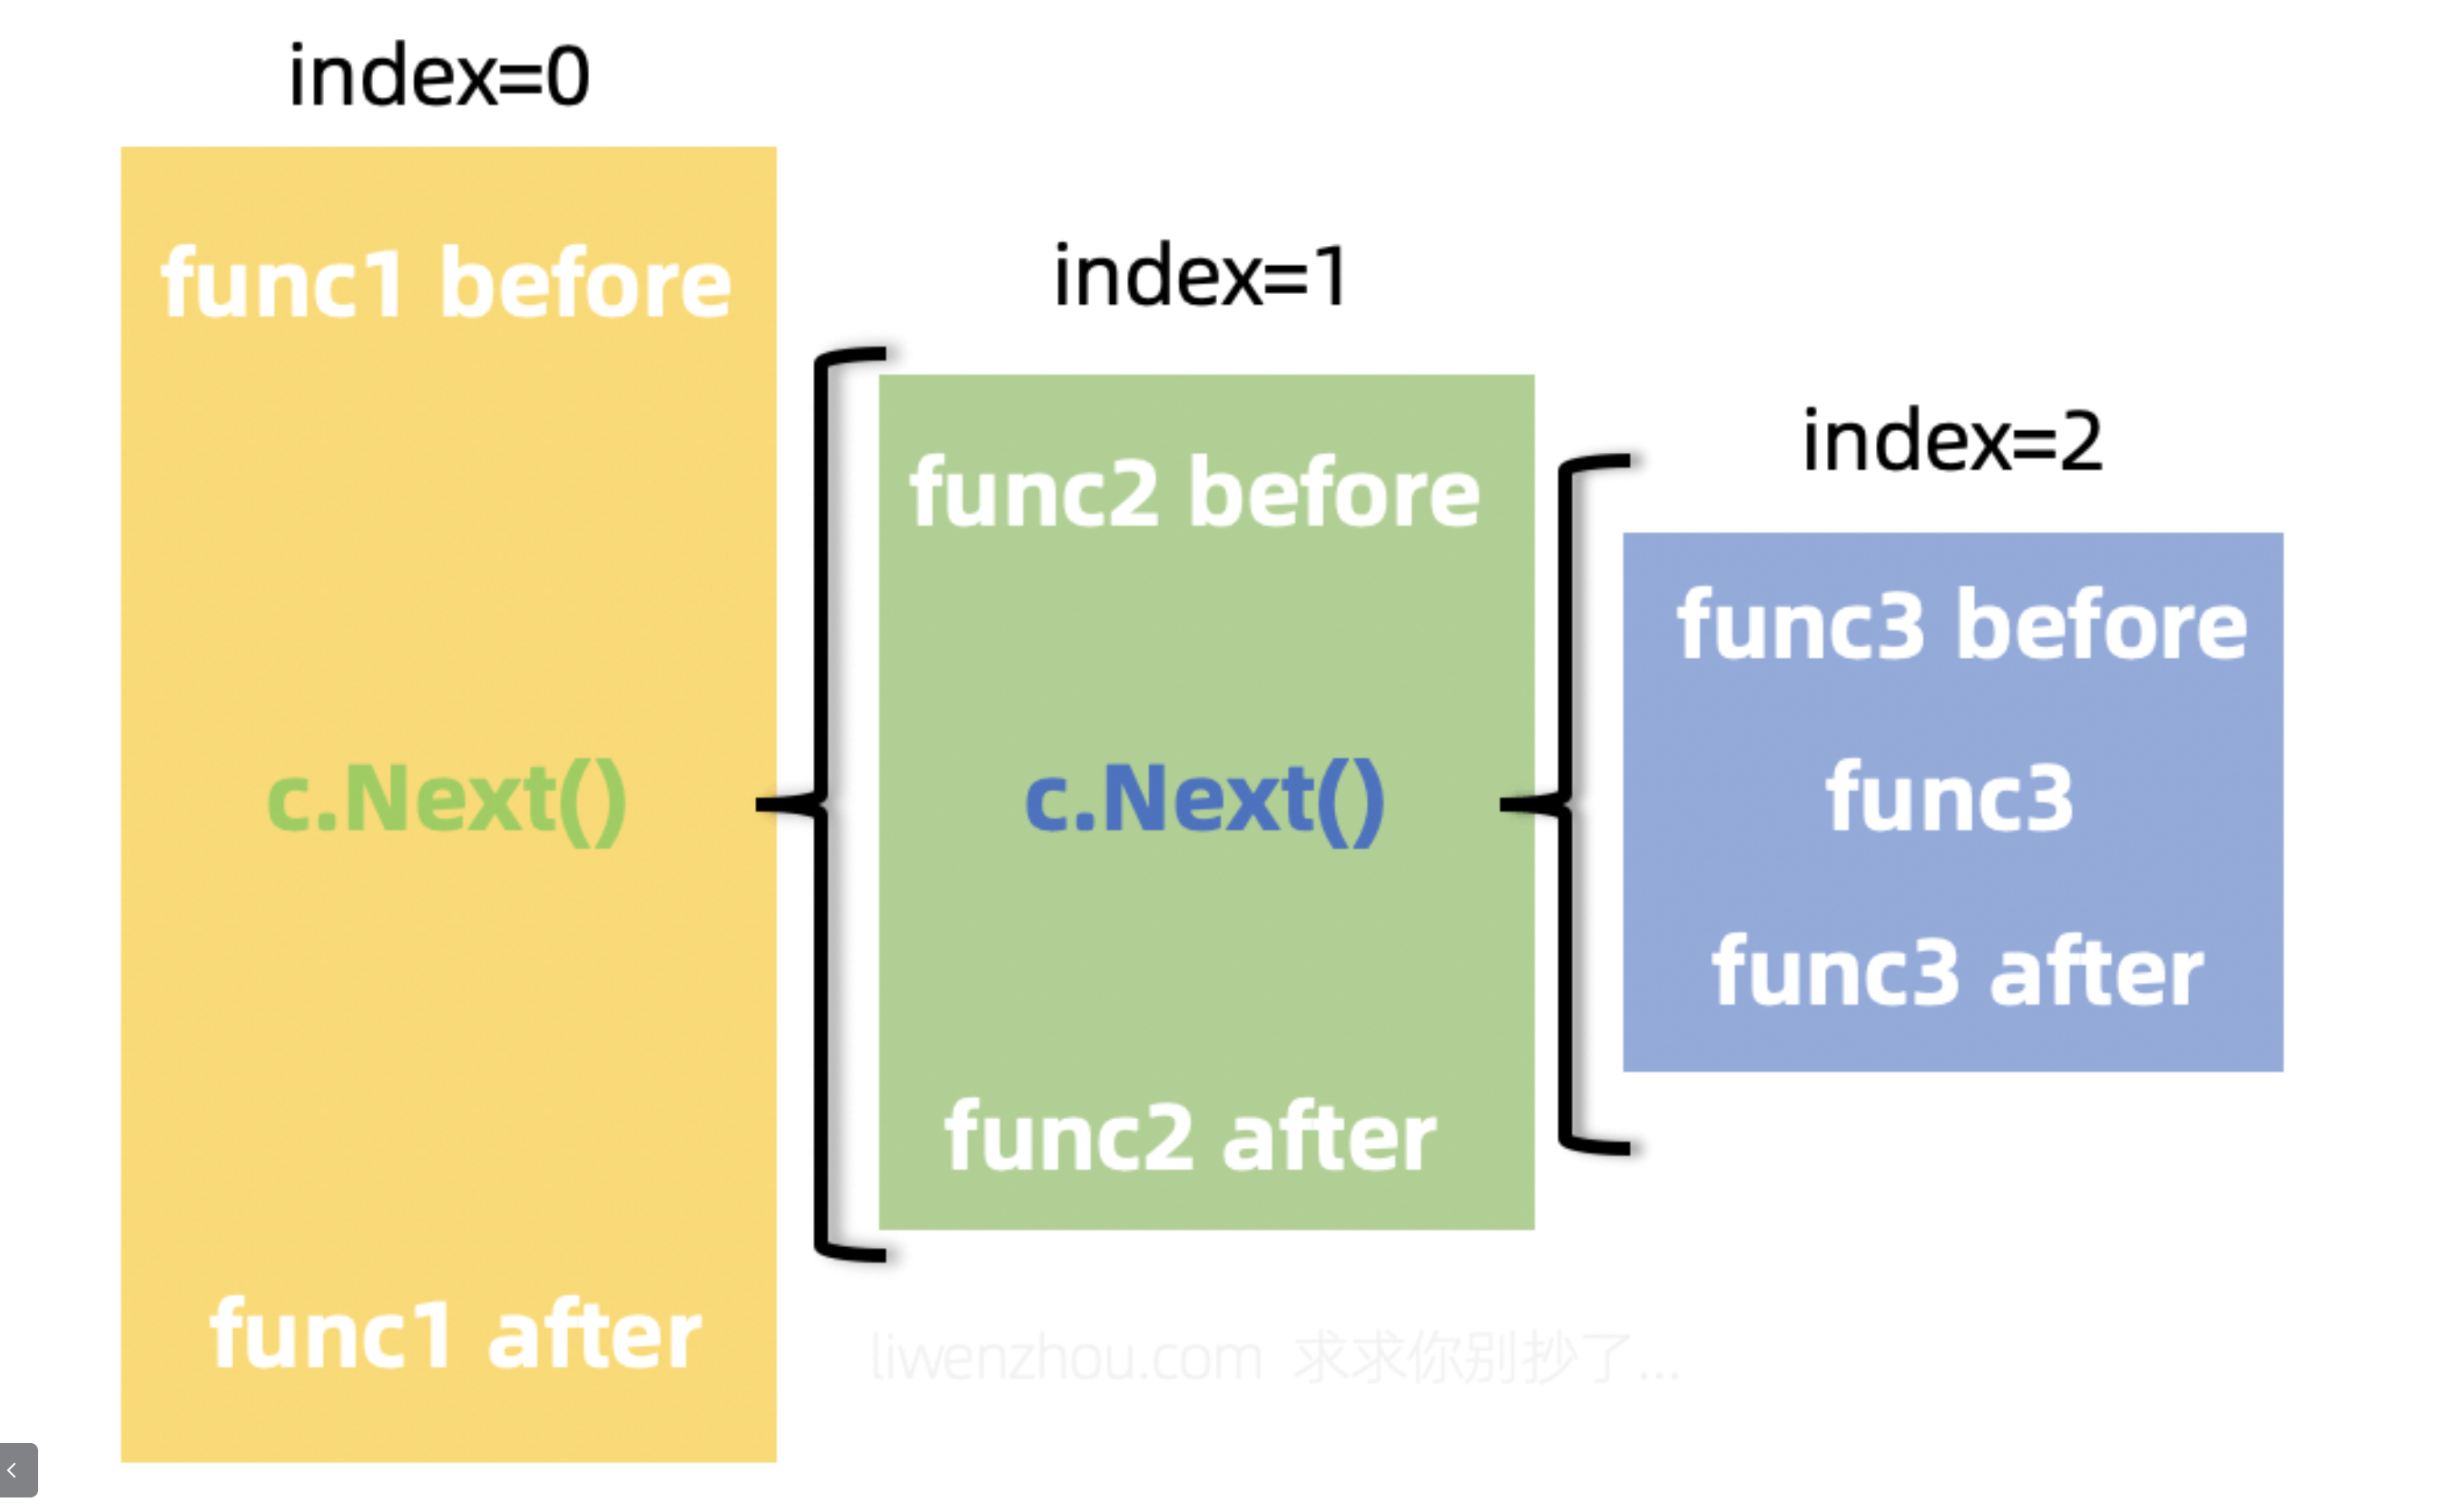 index=0
func1 before
c.Next()
func1 after
index=1
func2 before
c.Next()
func2 after
index=2
func3 before
func3
func3 after
liwenzhou.com 求求你别抄了...